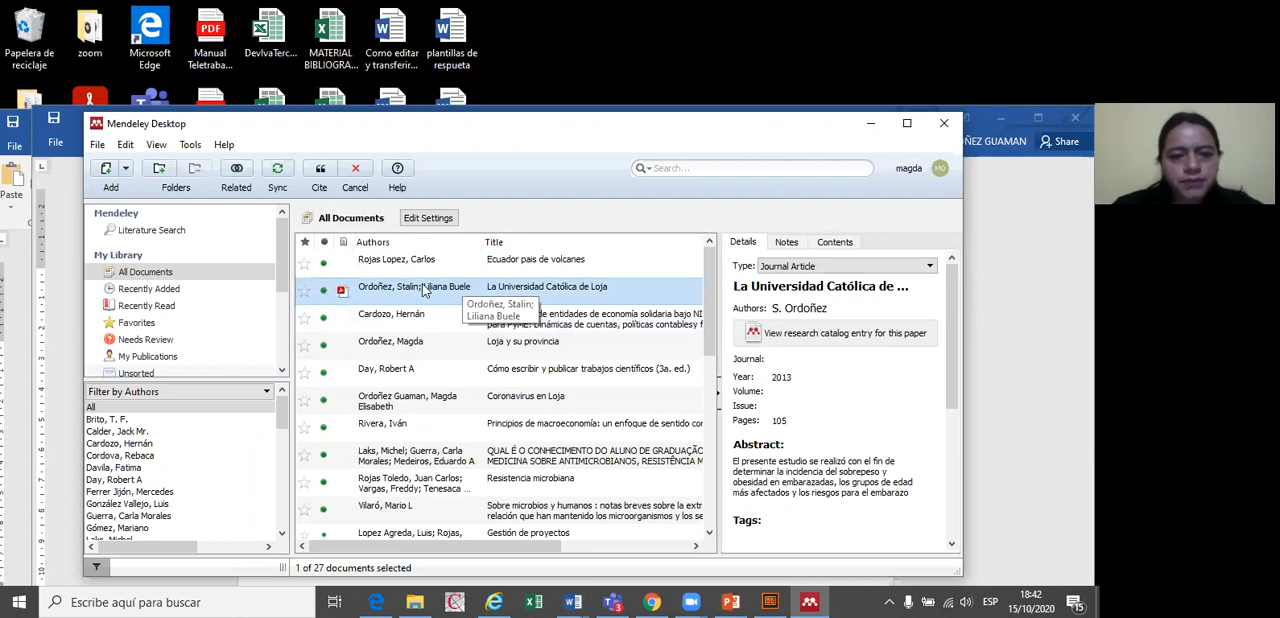 Papelera de reciclaje
zoom
Microsoft Edge
Manual Teletraba...
DevIvaTerc...
MATERIAL BIBLIOGRA...
Como editar y transferir...
plantillas de respueta
File
File
ÑEZ GUAMAN
Share
Paste
Mendeley Desktop
File Edit View Tools Help
Add
Folders
Related
Sync
Cite
Cancel
Help
Search...
magda
MO
Mendeley
Literature Search
My Library
All Documents
Recently Added
Recently Read
Favorites
Needs Review
My Publications
Unsorted
Filter by Authors
All
Brito, T. F.
Calder, Jack Mr.
Cardozo, Hernán
Cordova, Rebaca
Davila, Fatima
Day, Robert A
Ferrer Jijón, Mercedes
González Vallejo, Luis
Guerra, Carla Morales
Gómez, Mariano
All Documents
Edit Settings
Authors Title
Rojas Lopez, Carlos Ecuador pais de volcanes
Ordoñez, Stalin; Liliana Buele La Universidad Católica de Loja
Ordoñez, Stalin;
Liliana Buele
Cardozo, Hernán de entidades de economía solidaria bajo NI
para PyME: Dinámicas de cuentas, políticas contablesy f
Ordoñez, Magda Loja y su provincia
Day, Robert A Cómo escribir y publicar trabajos científicos (3a. ed.)
Ordoñez Guaman, Magda Coronavirus en Loja
Elisabeth
Rivera, Iván Principios de macroeconomía: un enfoque de sentido cor
Laks, Michel; Guerra, Carla QUAL É O CONHECIMENTO DO ALUNO DE GRADUAÇÃO
Morales; Medeiros, Eduardo A MEDICINA SOBRE ANTIMICROBIANOS, RESISTÊNCIA M
Rojas Toledo, Juan Carlos; Resistencia microbiana
Vargas, Freddy; Tenesaca ...
Vilaró, Mario L Sobre microbios y humanos : notas breves sobre la extra
relación que han mantenido los microorganismos y los se
Lopez Agreda, Luis; Rojas, Gestión de proyectos
1 of 27 documents selected
Details Notes Contents
Type: Journal Article
La Universidad Católica de ...
Authors: S. Ordoñez
View research catalog entry for this paper
Journal:
Year: 2013
Volume:
Issue:
Pages: 105
Abstract:
El presente estudio se realizó con el fin de
determinar la incidencia del sobrepeso y
obesidad en embarazadas, los grupos de edad
más afectados y los riesgos para el embarazo
Tags:
Escribe aquí para buscar
3
ESP
18:42
15/10/2020
15